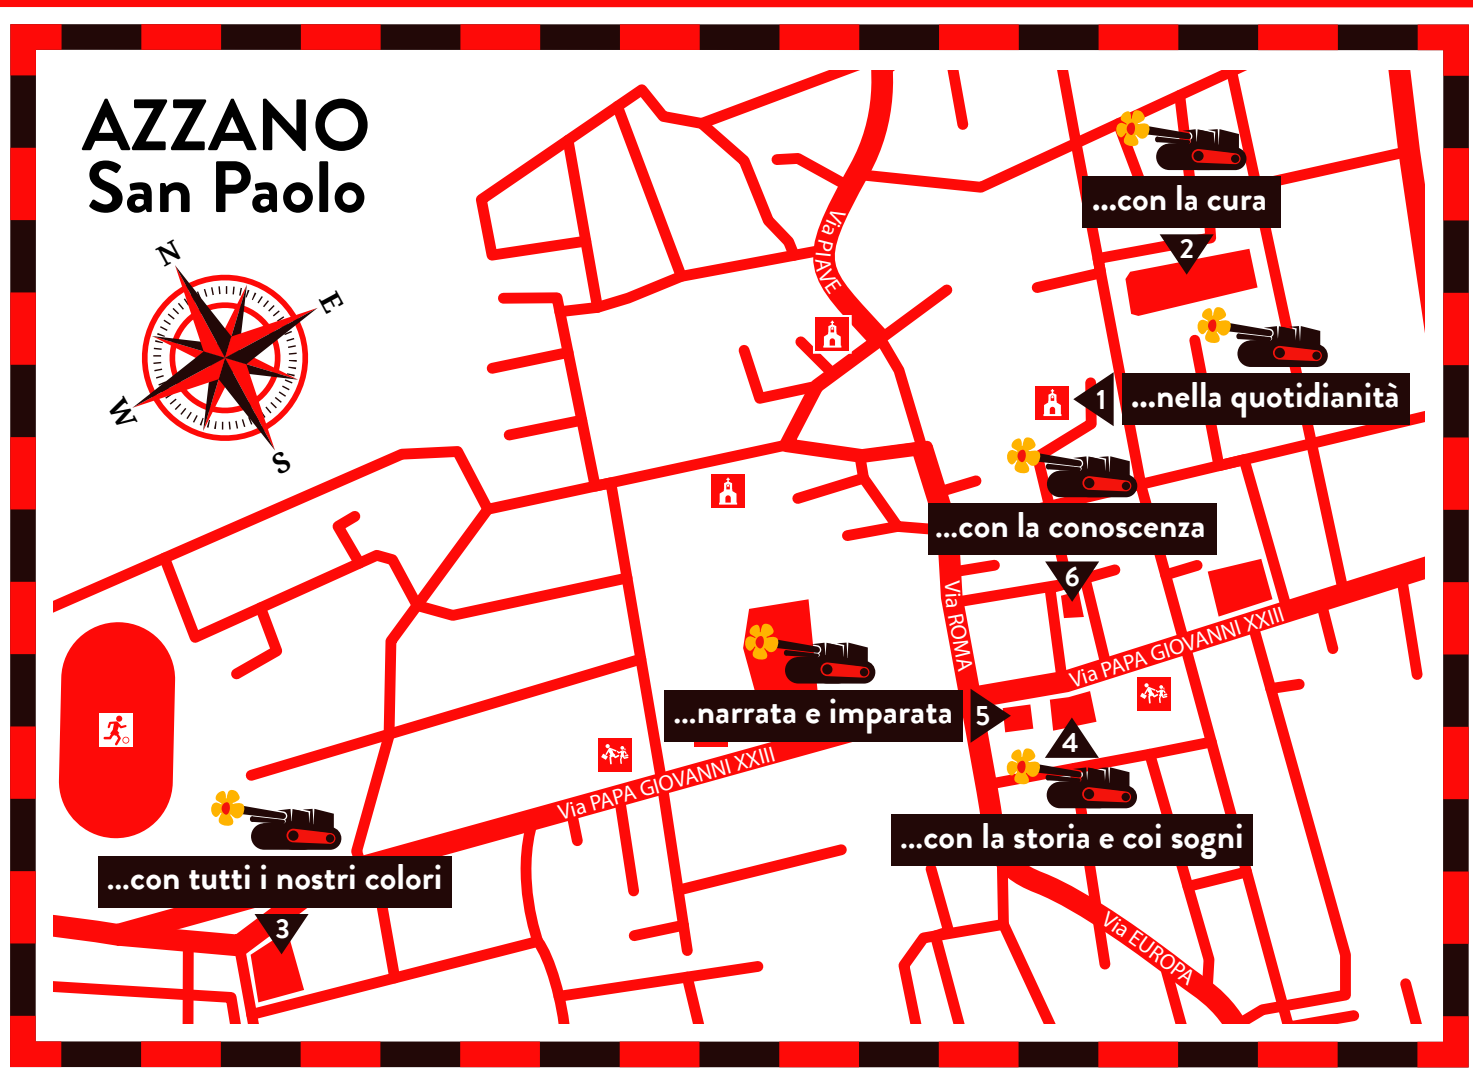 AZZANO
San Paolo
N
E
W
S
Via PIAVE
...con la cura
2
1
...nella quotidianità
...con la conoscenza
6
Via ROMA
Via PAPA GIOVANNI XXIII
...narrata e imparata
5
4
Via PAPA GIOVANNI XXIII
...con la storia e coi sogni
...con tutti i nostri colori
3
Via EUROPA